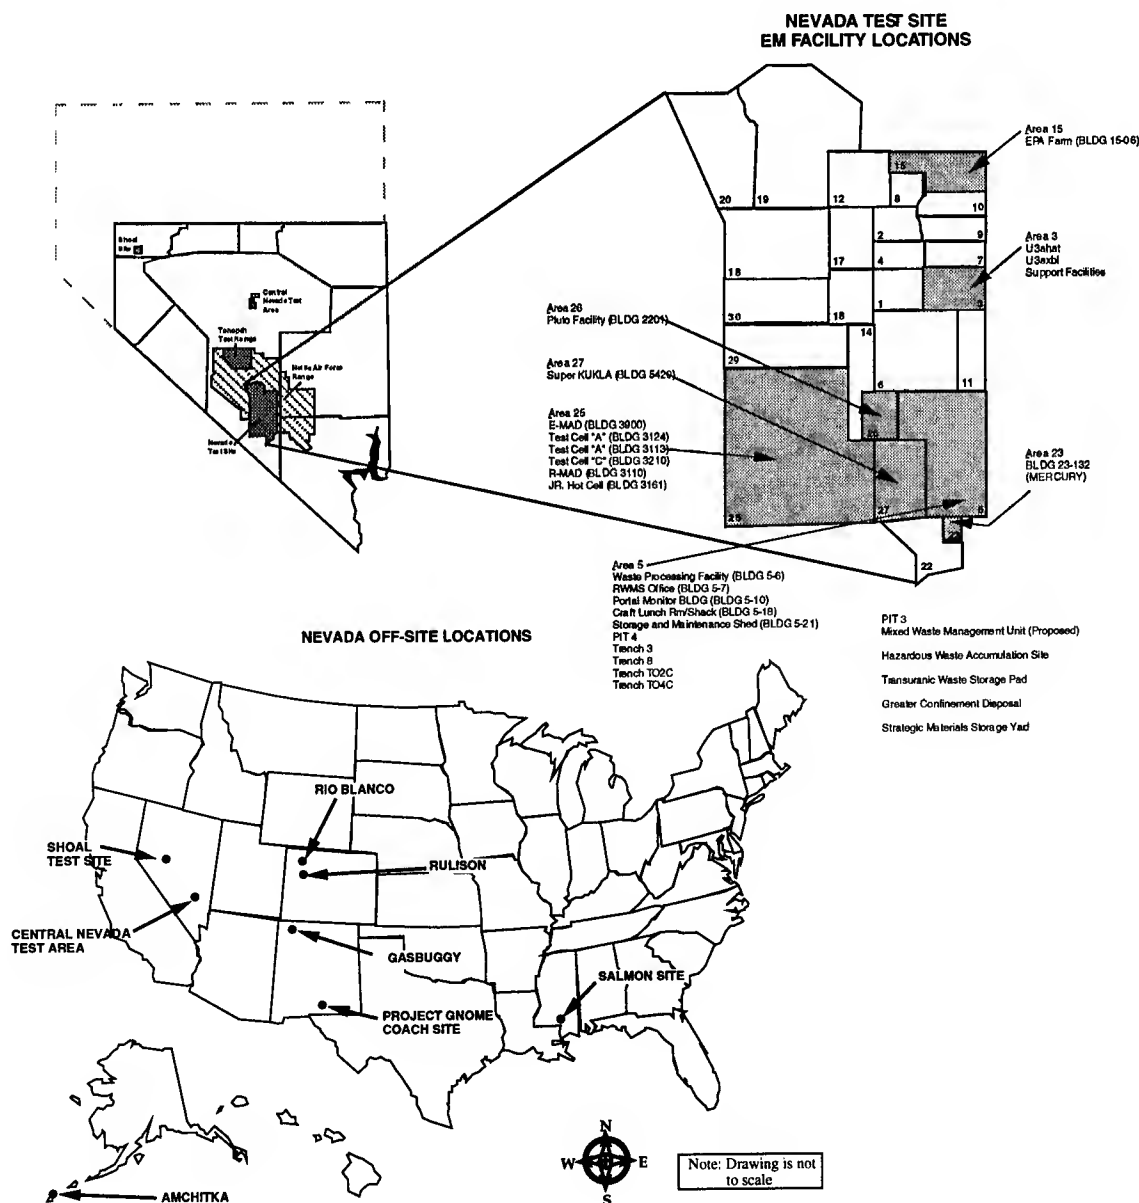 NEVADA TEST SITE
EM FACILITY LOCATIONS
Area 15
EPA Farm (BLDG 15-06)
Area 3
U3ahat
U3axbl
Support Facilities
Area 26
Pluto Facility (BLDG 2201)
Area 27
Super KUKLA (BLDG 5426)
Area 25
E-MAD (BLDG 3900)
Test Cell "A" (BLDG 3124)
Test Cell "A" (BLDG 3113)
Test Cell "C" (BLDG 3210)
R-MAD (BLDG 3110)
JR. Hot Cell (BLDG 3161)
Area 23
BLDG 23-132
(MERCURY)
Area 5
Waste Processing Facility (BLDG 5-6)
RWMS Office (BLDG 5-7)
Portal Monitor BLDG (BLDG 5-10)
Craft Lunch Rm/Shack (BLDG 5-18)
Storage and Maintenance Shed (BLDG 5-21)
PIT 4
Trench 3
Trench 8
Trench TO2C
Trench TO4C
PIT 3
Mixed Waste Management Unit (Proposed)
Hazardous Waste Accumulation Site
Transuranic Waste Storage Pad
Greater Confinement Disposal
Strategic Materials Storage Yad
20
19
12
15
8
10
2
9
17
4
7
18
1
3
30
18
14
29
6
11
26
25
27
5
22
Shoal
Site
Central
Nevada Test
Area
Tonopah
Test Range
Nellis Air Force
Range
Nevada
Test Site
NEVADA OFF-SITE LOCATIONS
RIO BLANCO
SHOAL
TEST SITE
RULISON
CENTRAL NEVADA
TEST AREA
GASBUGGY
SALMON SITE
PROJECT GNOME
COACH SITE
AMCHITKA
N
W
E
S
Note: Drawing is not
to scale